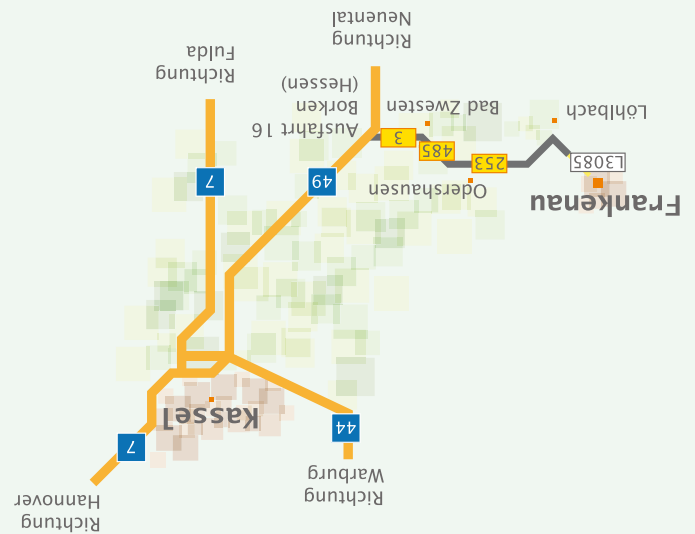 Richtung
Hannover
7
Richtung
Warburg
44
Kassel
Frankenau
L3085
253
Odershausen
485
3
49
7
Löhlbach
Bad Zwesten
Ausfahrt 16
Borken
(Hessen)
Richtung
Fulda
Richtung
Neuental